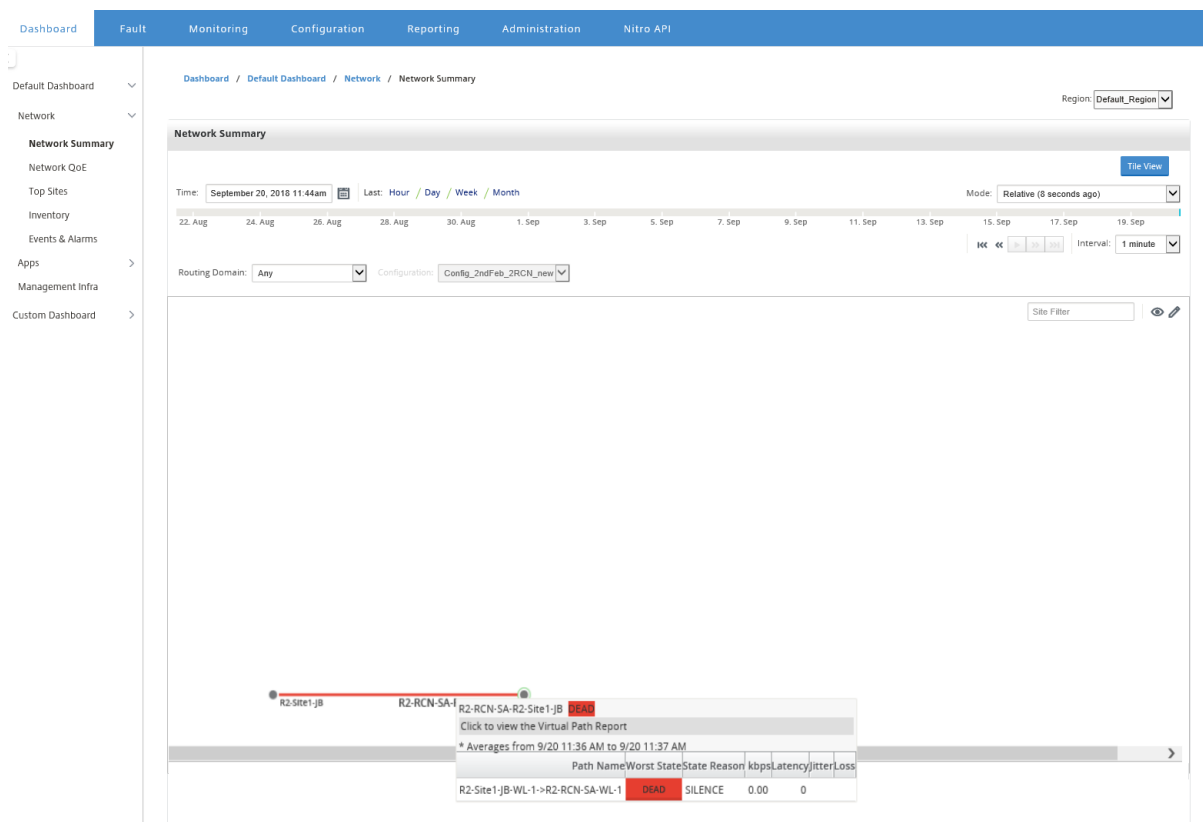 Dashboard Fault Monitoring Configuration Reporting Administration Nitro API
Dashboard / Default Dashboard / Network / Network Summary
Default Dashboard
Network
Network Summary
Network QoE
Top Sites
Inventory
Events & Alarms
Apps
Management Infra
Custom Dashboard
Region: Default_Region
Network Summary
Tile View
Time: September 20, 2018 11:44am Last: Hour / Day / Week / Month
Mode: Relative (8 seconds ago)
22. Aug 24. Aug 26. Aug 28. Aug 30. Aug 1. Sep 3. Sep 5. Sep 7. Sep 9. Sep 11. Sep 13. Sep 15. Sep 17. Sep 19. Sep
Interval: 1 minute
Routing Domain: Any Configuration: Config_2ndFeb_2RCN_new
Site Filter
R2-Site1-JB R2-RCN-SA-
R2-RCN-SA-R2-Site1-JB DEAD
Click to view the Virtual Path Report
* Averages from 9/20 11:36 AM to 9/20 11:37 AM
Path Name Worst State State Reason kbps Latency Jitter Loss
R2-Site1-JB-WL-1->R2-RCN-SA-WL-1 DEAD SILENCE 0.00 0